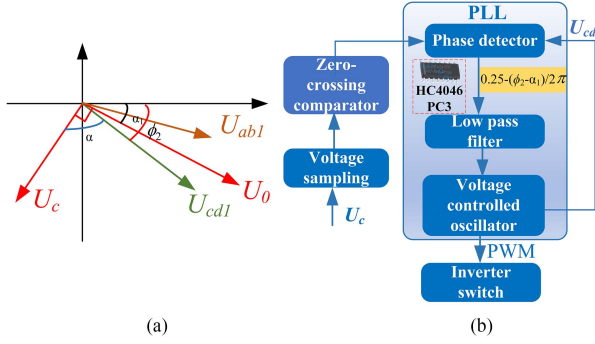 PLL
U_cd
Phase detector
Zero-
crossing
comparator
HC4046
PC3
0.25-(ϕ₂-α₁)/2π
α₁
ϕ₂
U_ab1
α
U_c
U_cd1
U_0
Low pass
filter
Voltage
sampling
U_c
Voltage
controlled
oscillator
PWM
Inverter
switch
(a)
(b)